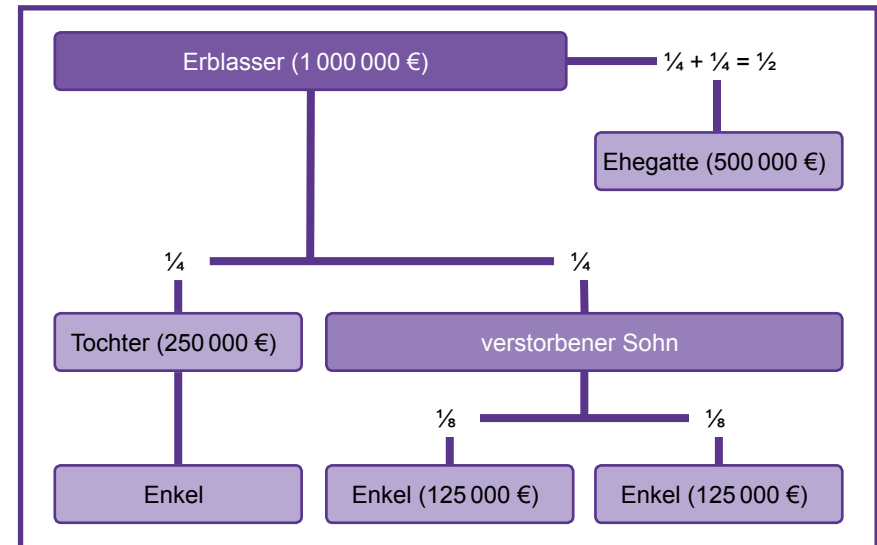 Erblasser (1 000 000 €)
¼ + ¼ = ½
Ehegatte (500 000 €)
¼
¼
Tochter (250 000 €)
verstorbener Sohn
⅛
⅛
Enkel
Enkel (125 000 €)
Enkel (125 000 €)